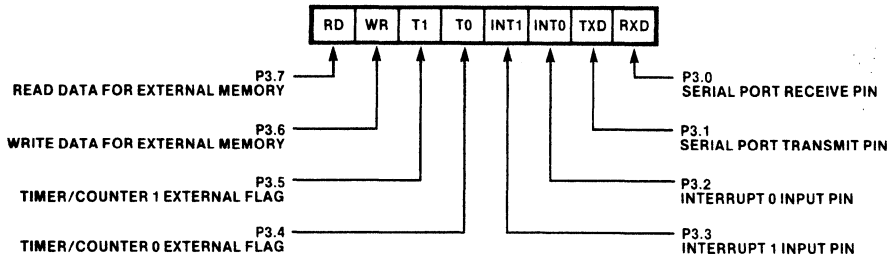 RD WR T1 T0 INT1 INT0 TXD RXD
P3.7
READ DATA FOR EXTERNAL MEMORY
P3.6
WRITE DATA FOR EXTERNAL MEMORY
P3.5
TIMER/COUNTER 1 EXTERNAL FLAG
P3.4
TIMER/COUNTER 0 EXTERNAL FLAG
P3.0
SERIAL PORT RECEIVE PIN
P3.1
SERIAL PORT TRANSMIT PIN
P3.2
INTERRUPT 0 INPUT PIN
P3.3
INTERRUPT 1 INPUT PIN